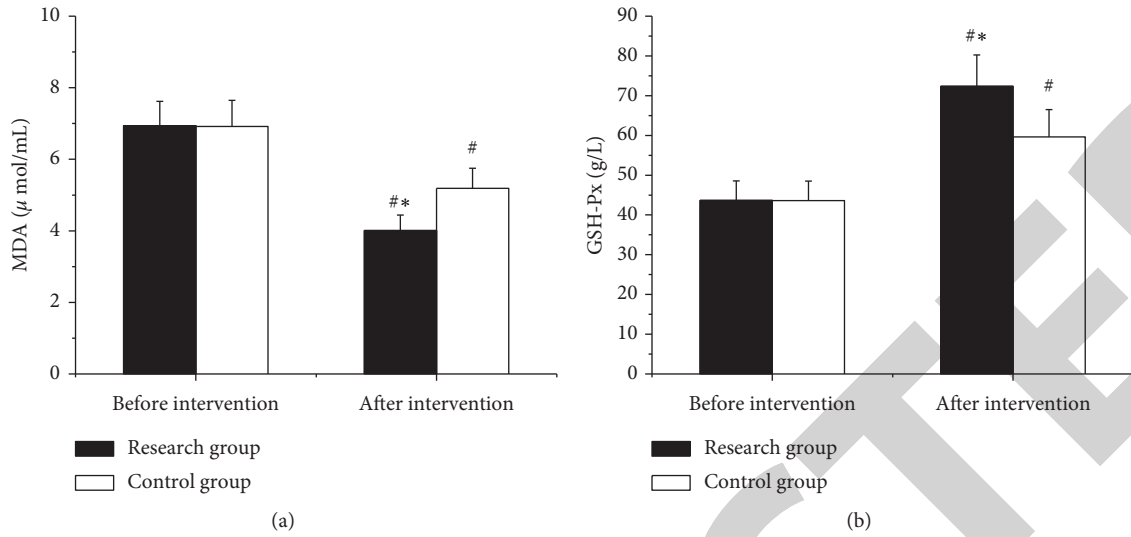 10
8
6
4
2
0
MDA (μ mol/mL)
#*
#
Before intervention
After intervention
Research group
Control group
(a)
90
80
70
60
50
40
30
20
10
0
GSH-Px (g/L)
#*
#
Before intervention
After intervention
Research group
Control group
(b)